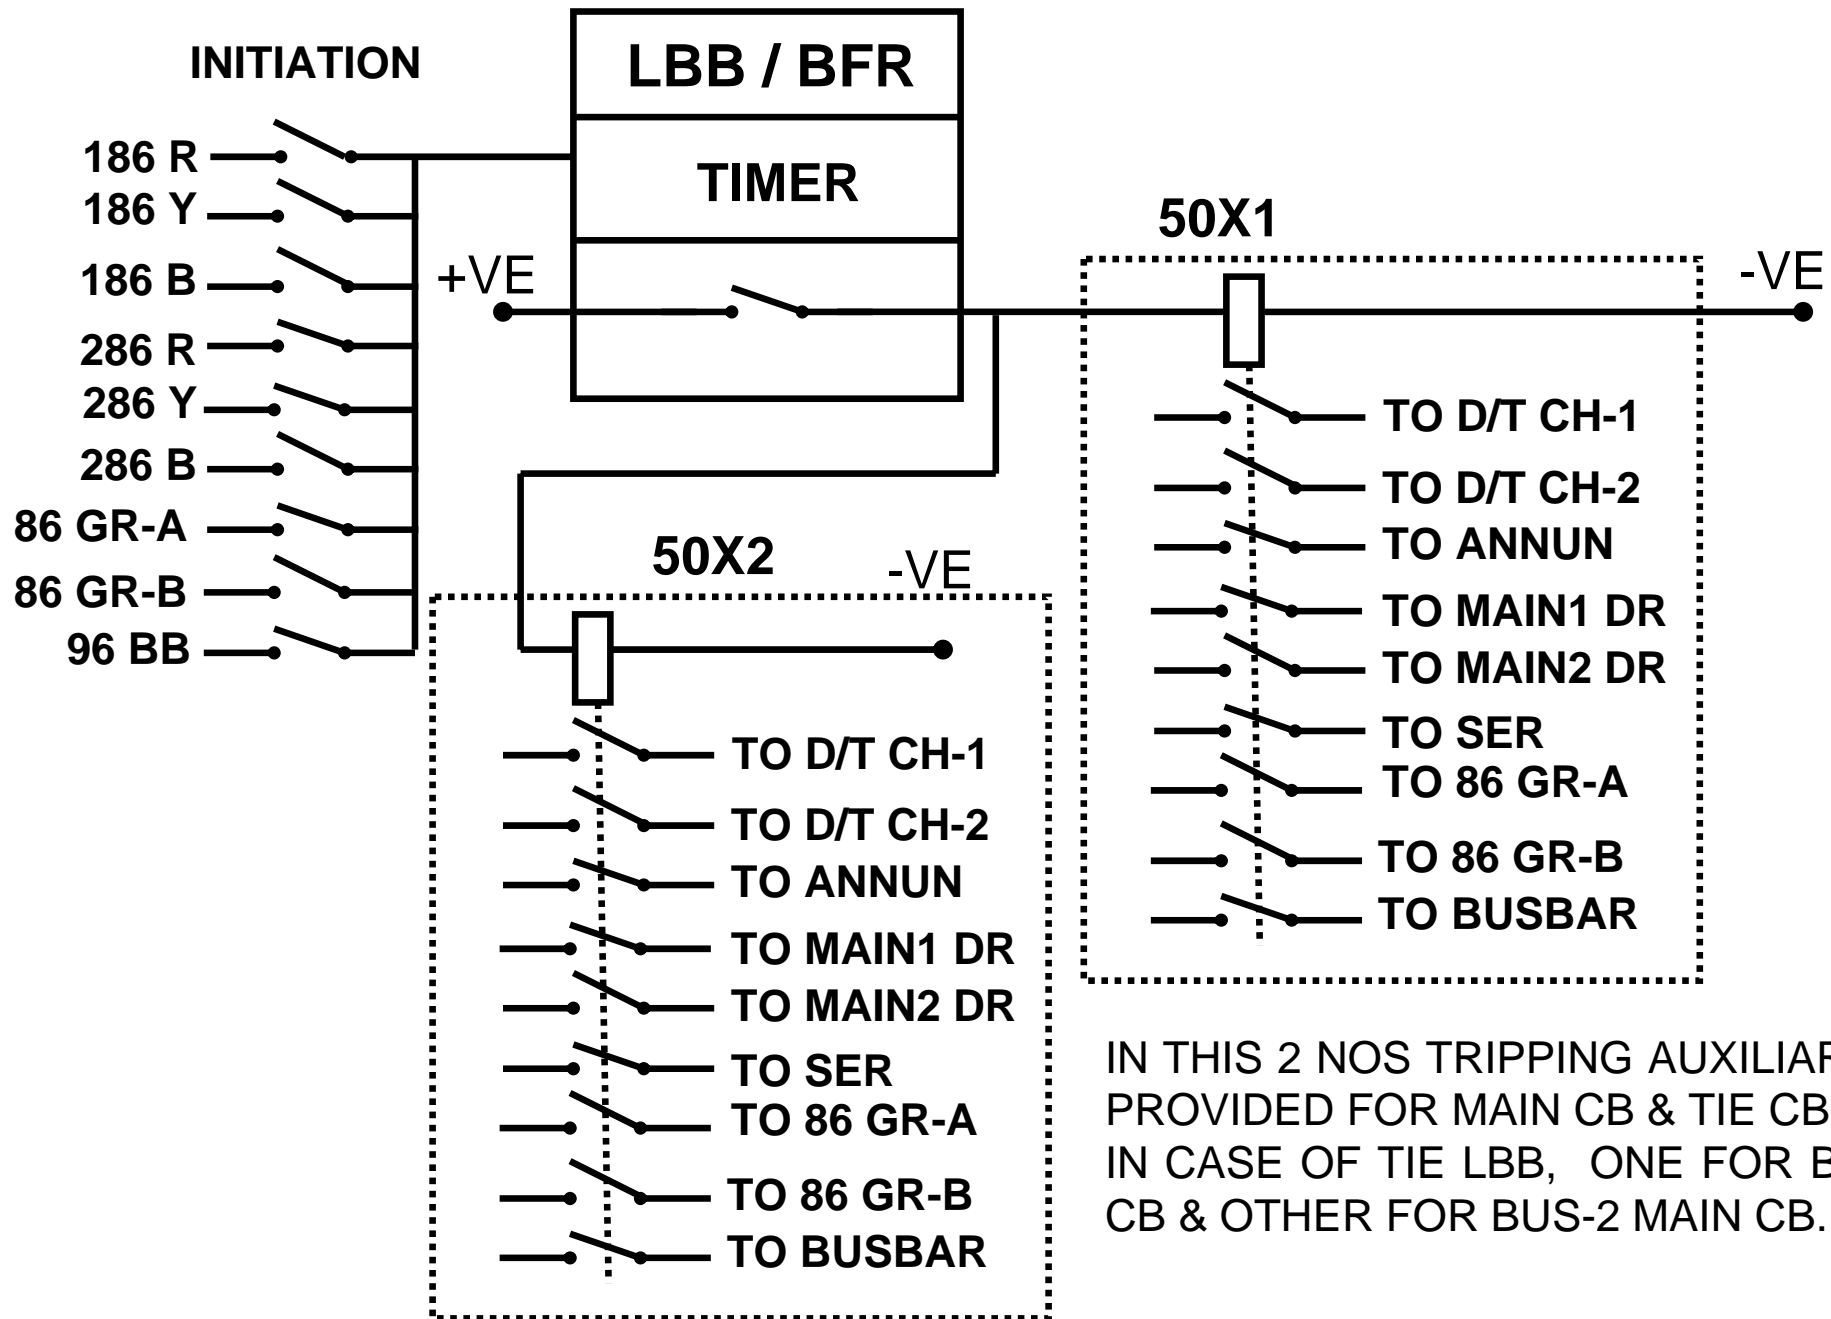 INITIATION
LBB / BFR
TIMER
186 R
186 Y
186 B
286 R
286 Y
286 B
86 GR-A
86 GR-B
96 BB
+VE
50X1
-VE
TO D/T CH-1
TO D/T CH-2
TO ANNUN
TO MAIN1 DR
TO MAIN2 DR
TO SER
TO 86 GR-A
TO 86 GR-B
TO BUSBAR
50X2
-VE
TO D/T CH-1
TO D/T CH-2
TO ANNUN
TO MAIN1 DR
TO MAIN2 DR
TO SER
TO 86 GR-A
TO 86 GR-B
TO BUSBAR
IN THIS 2 NOS TRIPPING
PROVIDED FOR MAIN CB & TIE CB
IN CASE OF TIE LBB, ONE FOR
CB & OTHER FOR BUS-2 MAIN CB.